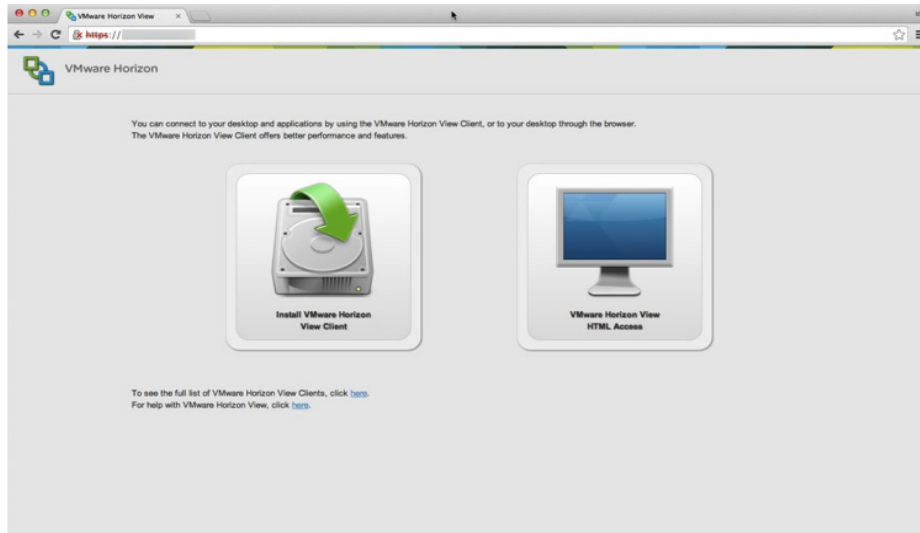 VMware Horizon View
https://
VMware Horizon
You can connect to your desktop and applications by using the VMware Horizon View Client, or to your desktop through the browser.
The VMware Horizon View Client offers better performance and features.
Install VMware Horizon
View Client
VMware Horizon View
HTML Access
To see the full list of VMware Horizon View Clients, click here.
For help with VMware Horizon View, click here.